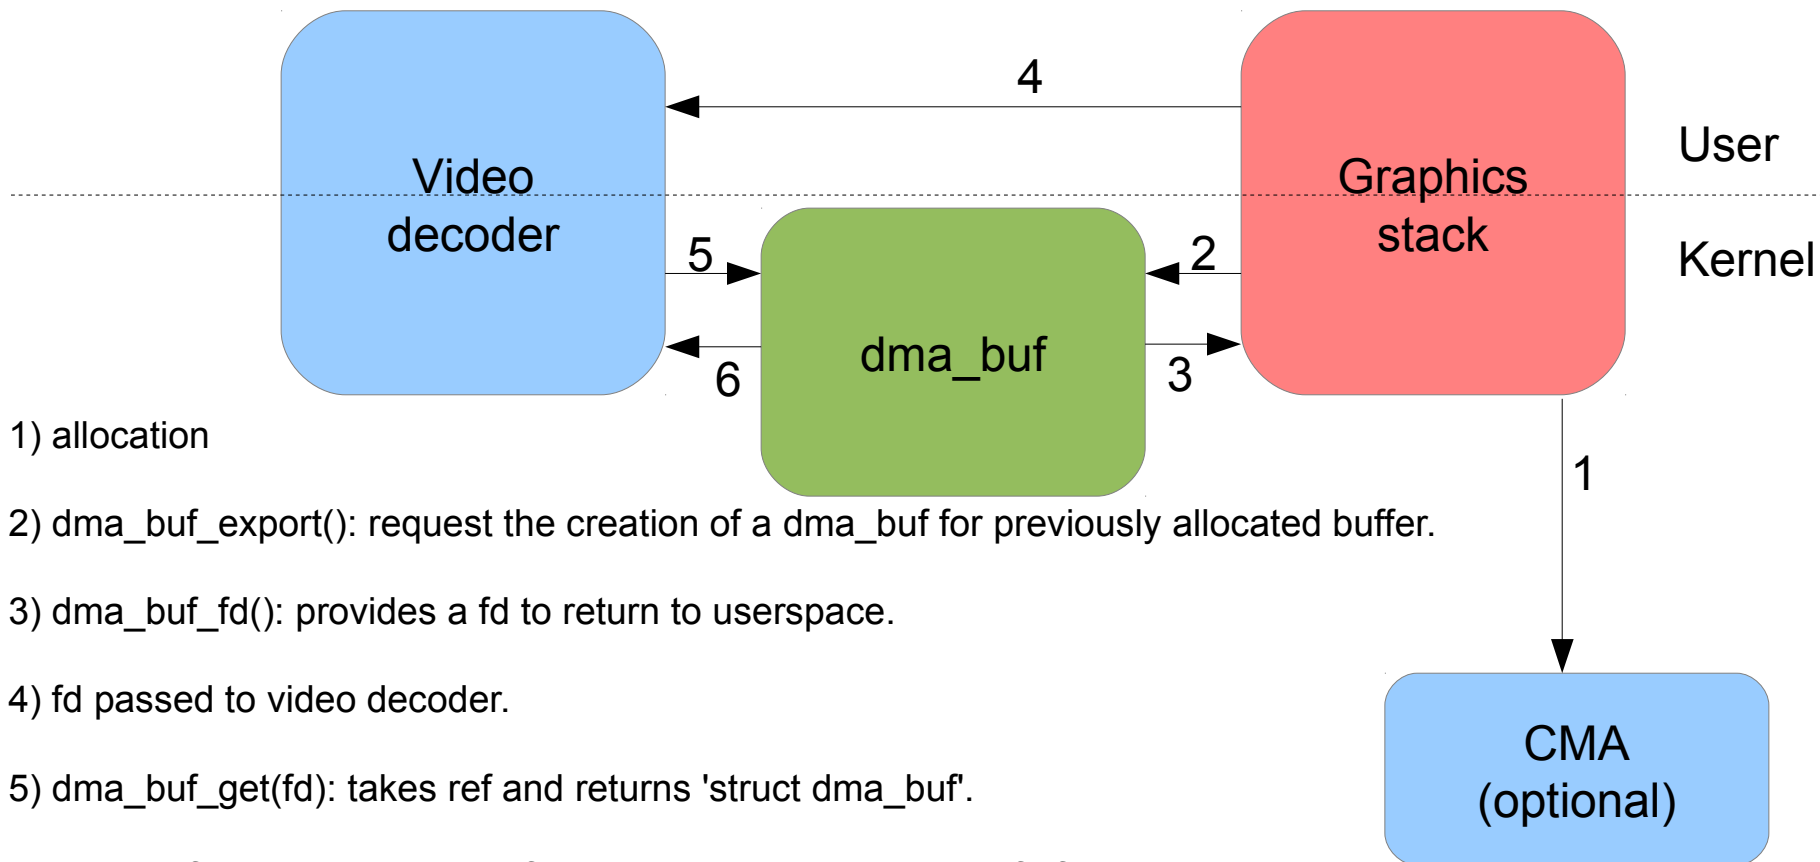 4
User
Video
decoder
Graphics
stack
5
2
Kernel
dma_buf
6
3
1) allocation
1
2) dma_buf_export(): request the creation of a dma_buf for previously allocated buffer.
3) dma_buf_fd(): provides a fd to return to userspace.
4) fd passed to video decoder.
CMA
(optional)
5) dma_buf_get(fd): takes ref and returns 'struct dma_buf'.